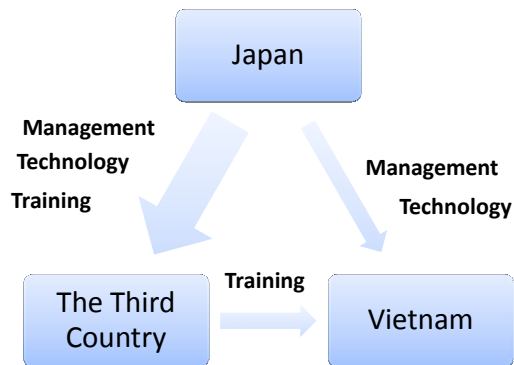 Japan
Management
Technology
Training
Management
Technology
Training
The Third
Country
Vietnam